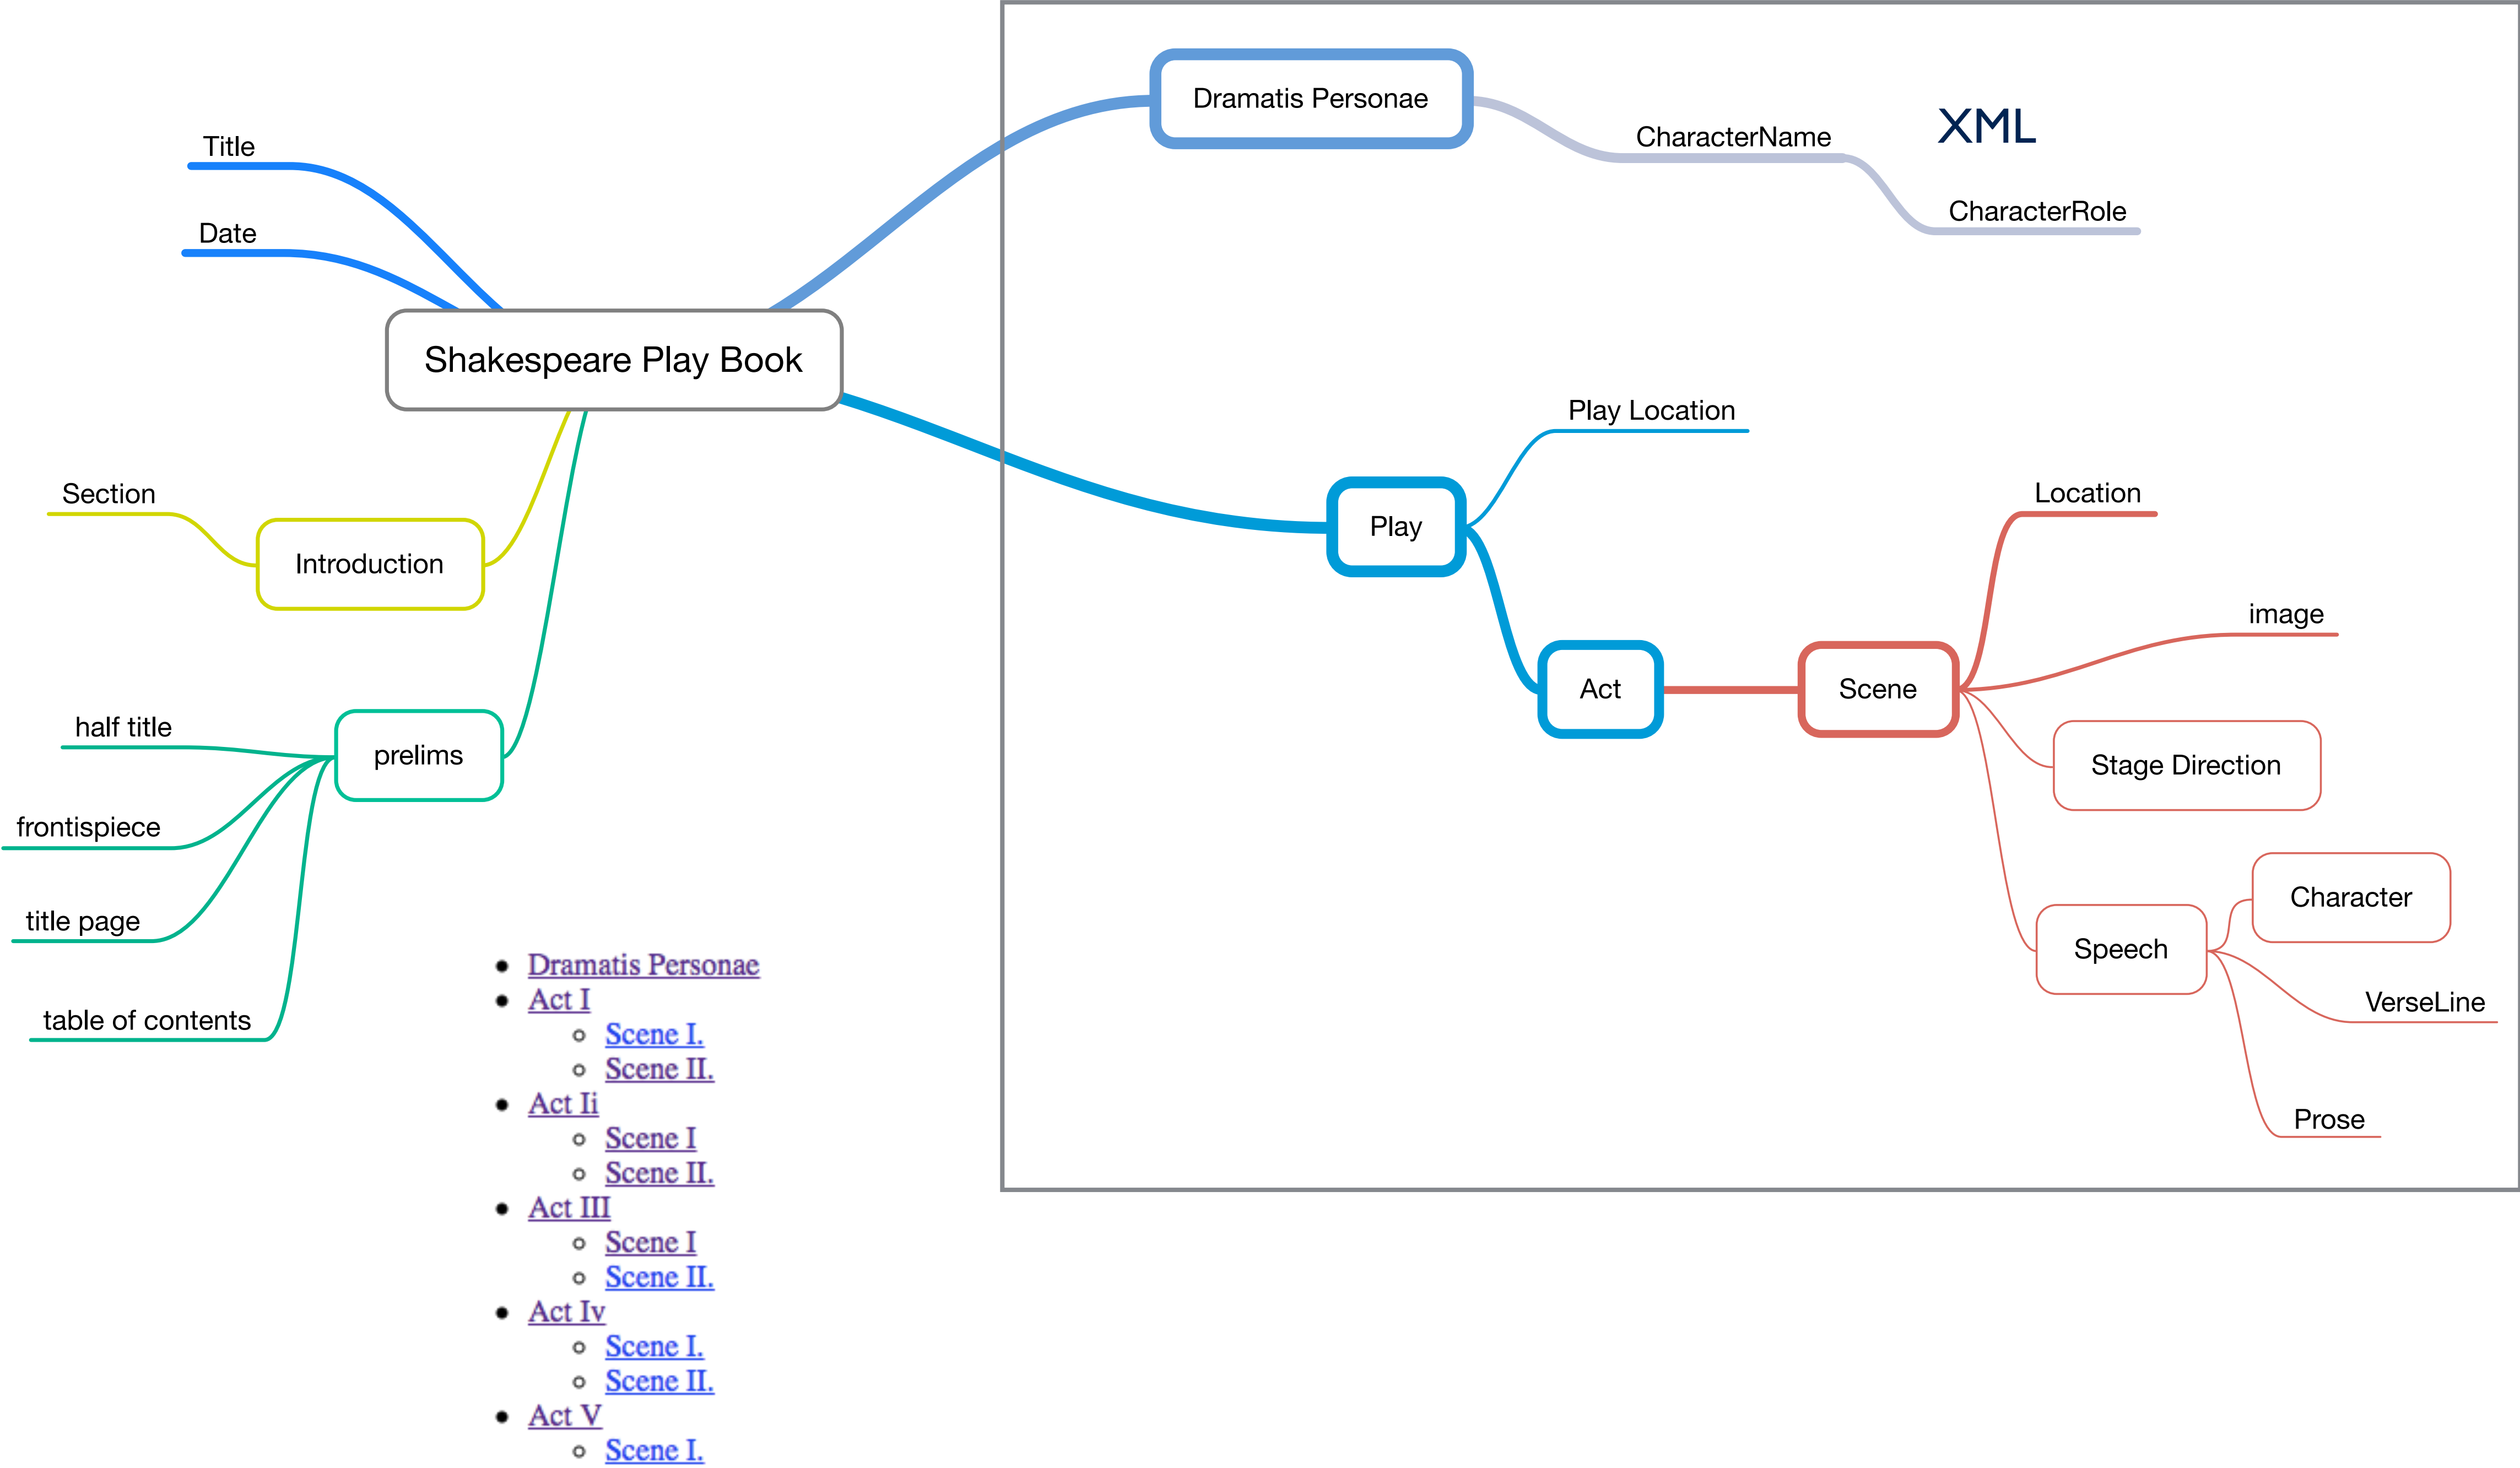 Title
Date
Shakespeare Play Book
Section
Introduction
half title
prelims
frontispiece
title page
table of contents
Dramatis Personae
CharacterName
XML
CharacterRole
Play Location
Play
Act
Scene
Location
image
Stage Direction
Character
Speech
VerseLine
Prose
Dramatis Personae
Act I
Scene I.
Scene II.
Act Ii
Scene I
Scene II.
Act III
Scene I
Scene II.
Act Iv
Scene I.
Scene II.
Act V
Scene I.